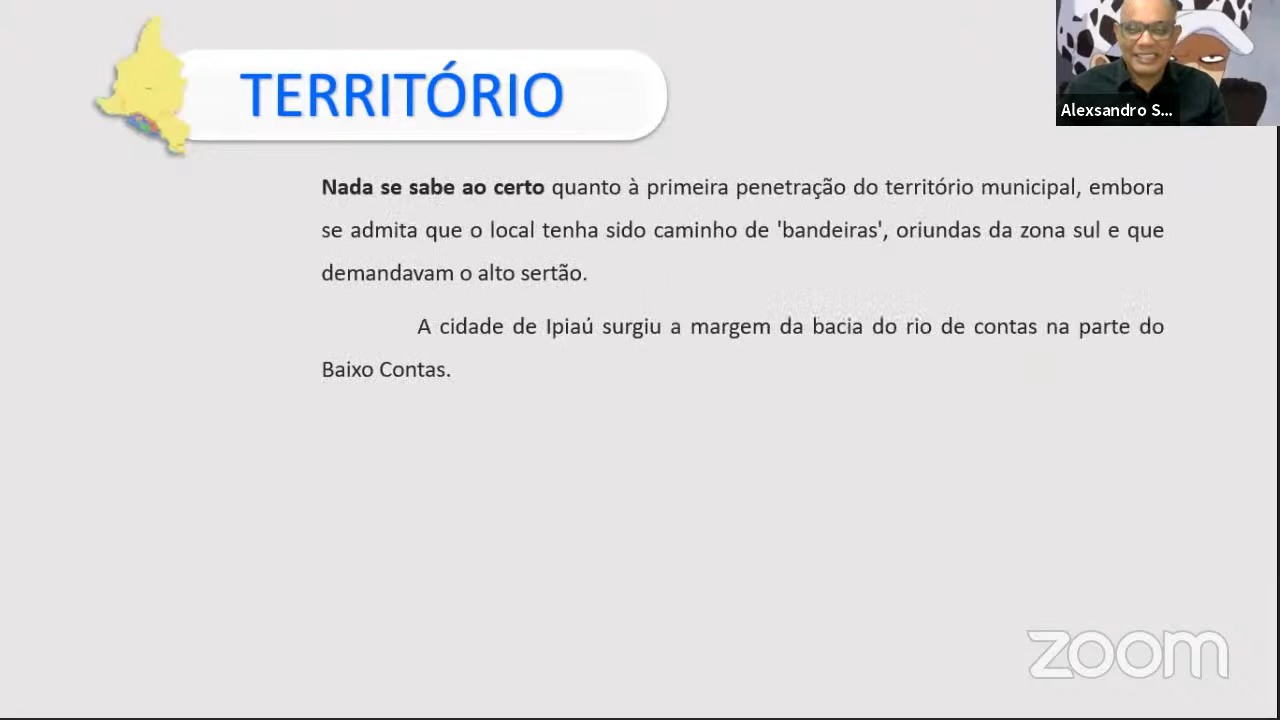 TERRITÓRIO
Alexsandro S...
Nada se sabe ao certo quanto à primeira penetração do território municipal, embora
se admita que o local tenha sido caminho de 'bandeiras', oriundas da zona sul e que
demandavam o alto sertão.
A cidade de Ipiaú surgiu a margem da bacia do rio de contas na parte do
Baixo Contas.
zoom